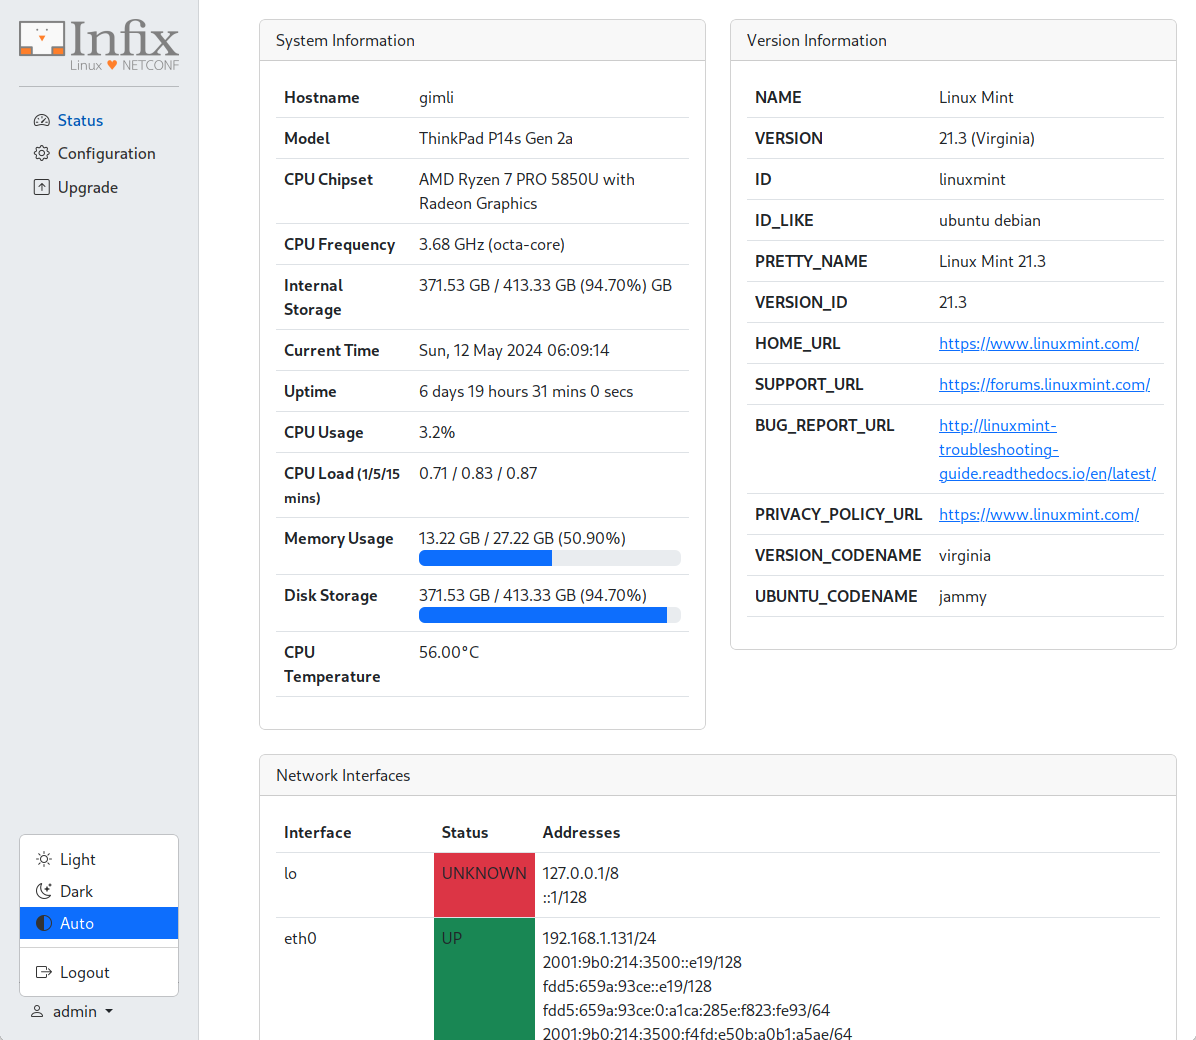 Infix
Linux ♥ NETCONF
Status
Configuration
Upgrade
Light
Dark
Auto
Logout
admin
System Information
Hostname gimli
Model ThinkPad P14s Gen 2a
CPU Chipset AMD Ryzen 7 PRO 5850U with
Radeon Graphics
CPU Frequency 3.68 GHz (octa-core)
Internal 371.53 GB / 413.33 GB (94.70%) GB
Storage
Current Time Sun, 12 May 2024 06:09:14
Uptime 6 days 19 hours 31 mins 0 secs
CPU Usage 3.2%
CPU Load (1/5/15 0.71 / 0.83 / 0.87
mins)
Memory Usage 13.22 GB / 27.22 GB (50.90%)
Disk Storage 371.53 GB / 413.33 GB (94.70%)
CPU 56.00°C
Temperature
Version Information
NAME Linux Mint
VERSION 21.3 (Virginia)
ID linuxmint
ID_LIKE ubuntu debian
PRETTY_NAME Linux Mint 21.3
VERSION_ID 21.3
HOME_URL https://www.linuxmint.com/
SUPPORT_URL https://forums.linuxmint.com/
BUG_REPORT_URL http://linuxmint-
troubleshooting-
guide.readthedocs.io/en/latest/
PRIVACY_POLICY_URL https://www.linuxmint.com/
VERSION_CODENAME virginia
UBUNTU_CODENAME jammy
Network Interfaces
Interface Status Addresses
lo UNKNOWN 127.0.0.1/8
::1/128
eth0 UP 192.168.1.131/24
2001:9b0:214:3500::e19/128
fdd5:659a:93ce::e19/128
fdd5:659a:93ce:0:a1ca:285e:f823:fe93/64
2001:9b0:214:3500:f4fd:e50b:a0b1:a5ae/64